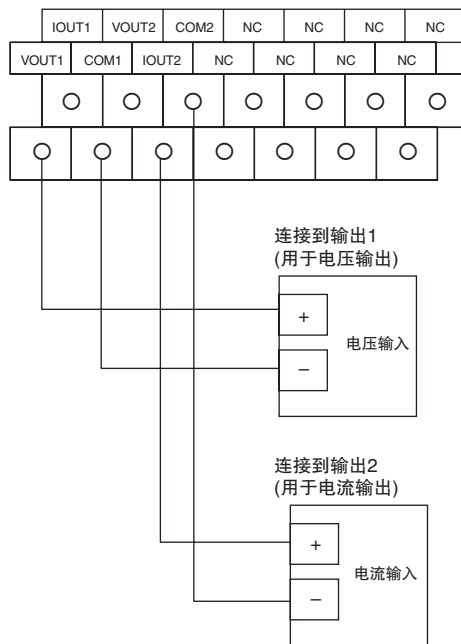 IOUT1 VOUT2 COM2 NC NC NC NC
VOUT1 COM1 IOUT2 NC NC NC NC
连接到输出1
(用于电压输出)
+
电压输入
−
连接到输出2
(用于电流输出)
+
电流输入
−